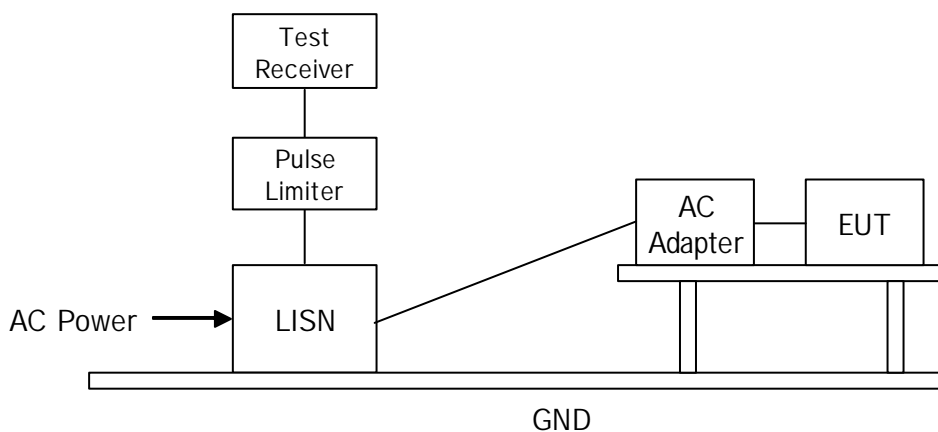 Test
Receiver
Pulse
Limiter
AC
Adapter
EUT
AC Power
LISN
GND